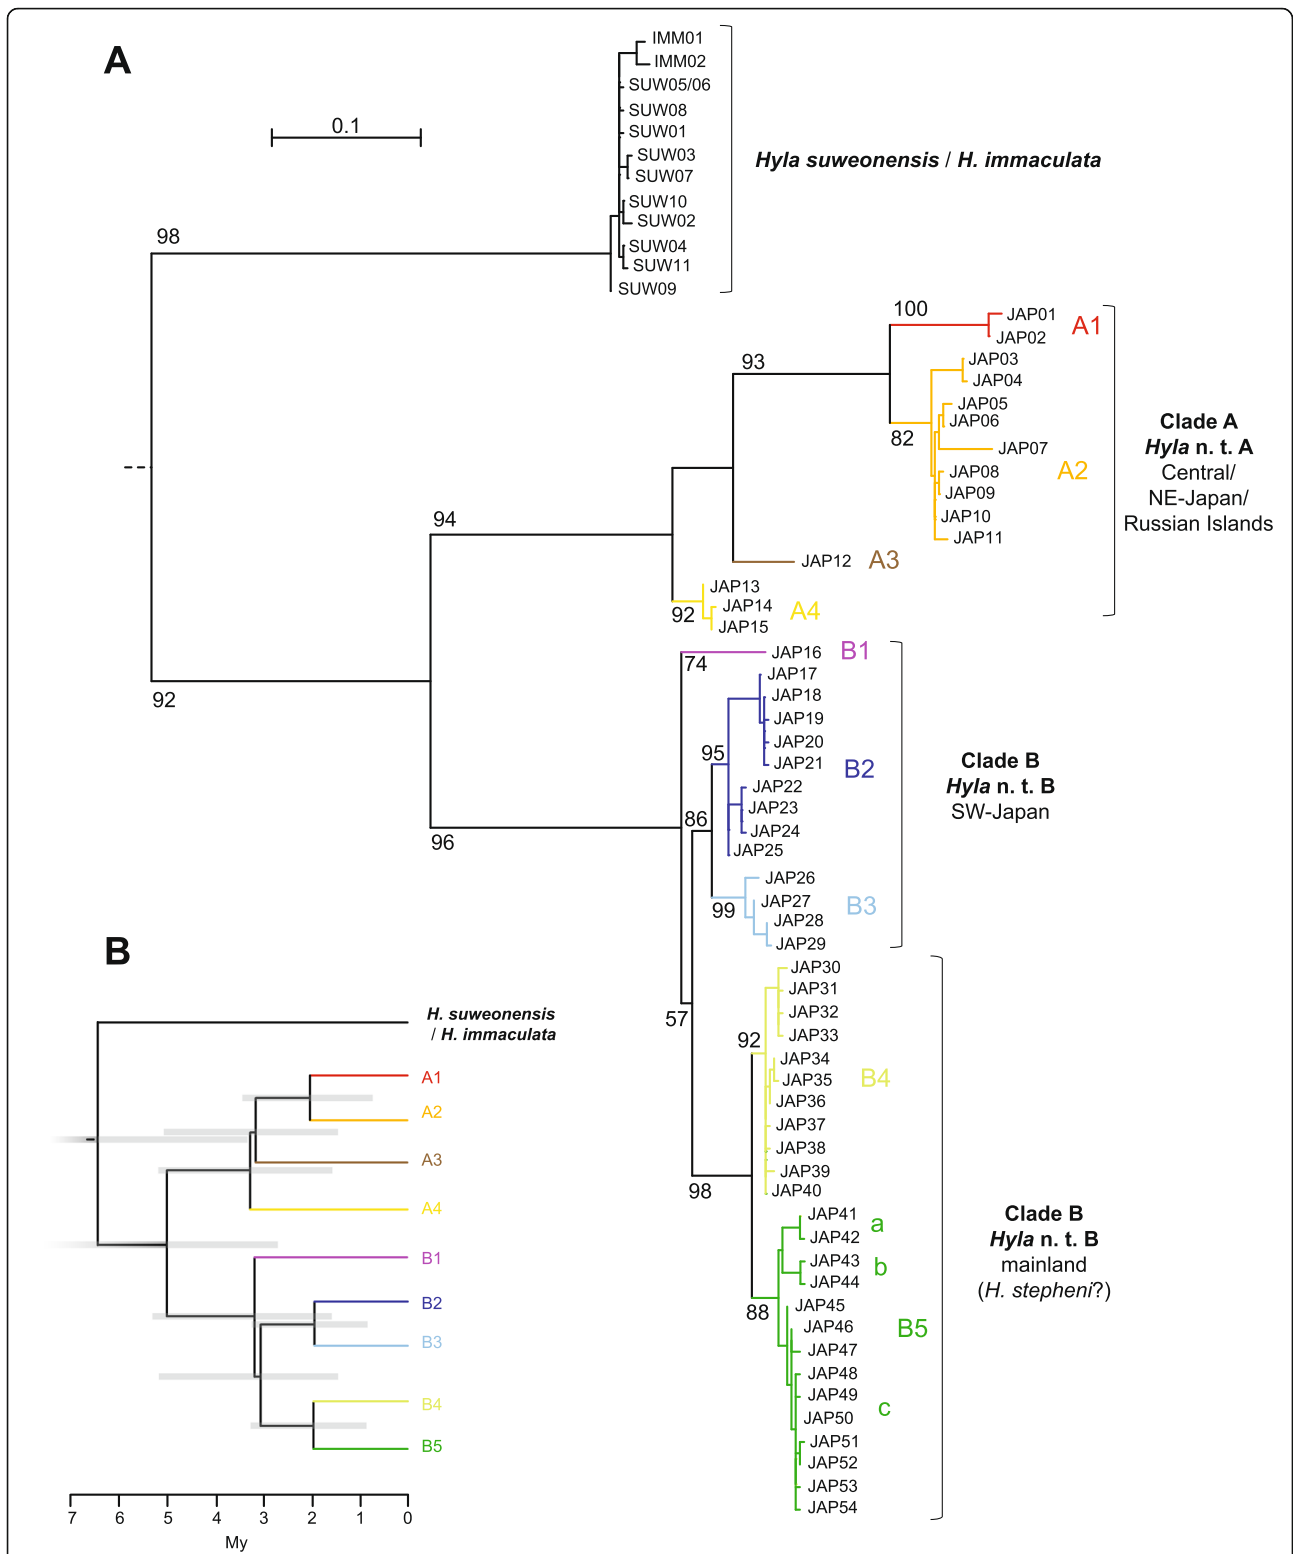 A
0.1
IMM01
IMM02
SUW05/06
SUW08
SUW01
SUW03
SUW07
SUW10
SUW02
SUW04
SUW11
SUW09
Hyla suweonensis / H. immaculata
98
100
JAP01
JAP02
A1
93
JAP03
JAP04
JAP05
JAP06
82
JAP07
JAP08
JAP09
JAP10
JAP11
A2
Clade A
Hyla n. t. A
Central/
NE-Japan/
Russian Islands
94
JAP12
A3
JAP13
JAP14
JAP15
92
A4
92
JAP16
B1
74
JAP17
JAP18
JAP19
JAP20
JAP21
95
B2
JAP22
JAP23
JAP24
JAP25
86
96
JAP26
JAP27
JAP28
JAP29
99
B3
Clade B
Hyla n. t. B
SW-Japan
57
JAP30
JAP31
JAP32
JAP33
92
JAP34
JAP35
JAP36
JAP37
JAP38
JAP39
JAP40
B4
98
JAP41
JAP42
a
JAP43
JAP44
b
88
JAP45
JAP46
JAP47
JAP48
JAP49
JAP50
JAP51
JAP52
JAP53
JAP54
B5
c
Clade B
Hyla n. t. B
mainland
(H. stepheni?)
B
H. suweonensis
/ H. immaculata
A1
A2
A3
A4
B1
B2
B3
B4
B5
7 6 5 4 3 2 1 0
My